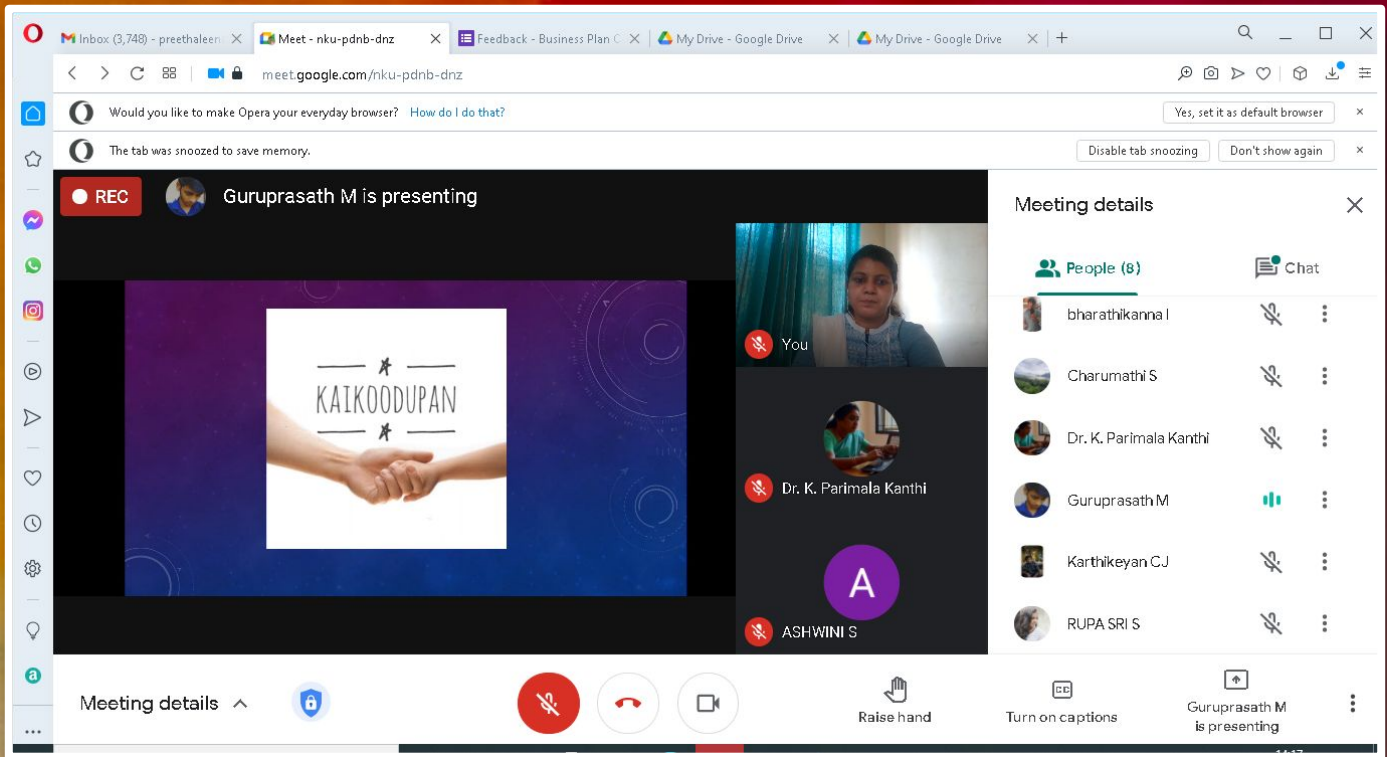 Inbox (3,748) - preethaleen
Meet - nku-pdnb-dnz
Feedback - Business Plan C
My Drive - Google Drive
My Drive - Google Drive
meet.google.com/nku-pdnb-dnz
Would you like to make Opera your everyday browser? How do I do that?
Yes, set it as default browser
The tab was snoozed to save memory.
Disable tab snoozing
Don't show again
REC
Guruprasath M is presenting
Meeting details
People (8)
Chat
KAIKOODUPAN
You
Dr. K. Parimala Kanthi
A
ASHWINI S
bharathikanna l
Charumathi S
Dr. K. Parimala Kanthi
Guruprasath M
Karthikeyan CJ
RUPA SRI S
Meeting details
Raise hand
CC
Turn on captions
Guruprasath M
is presenting